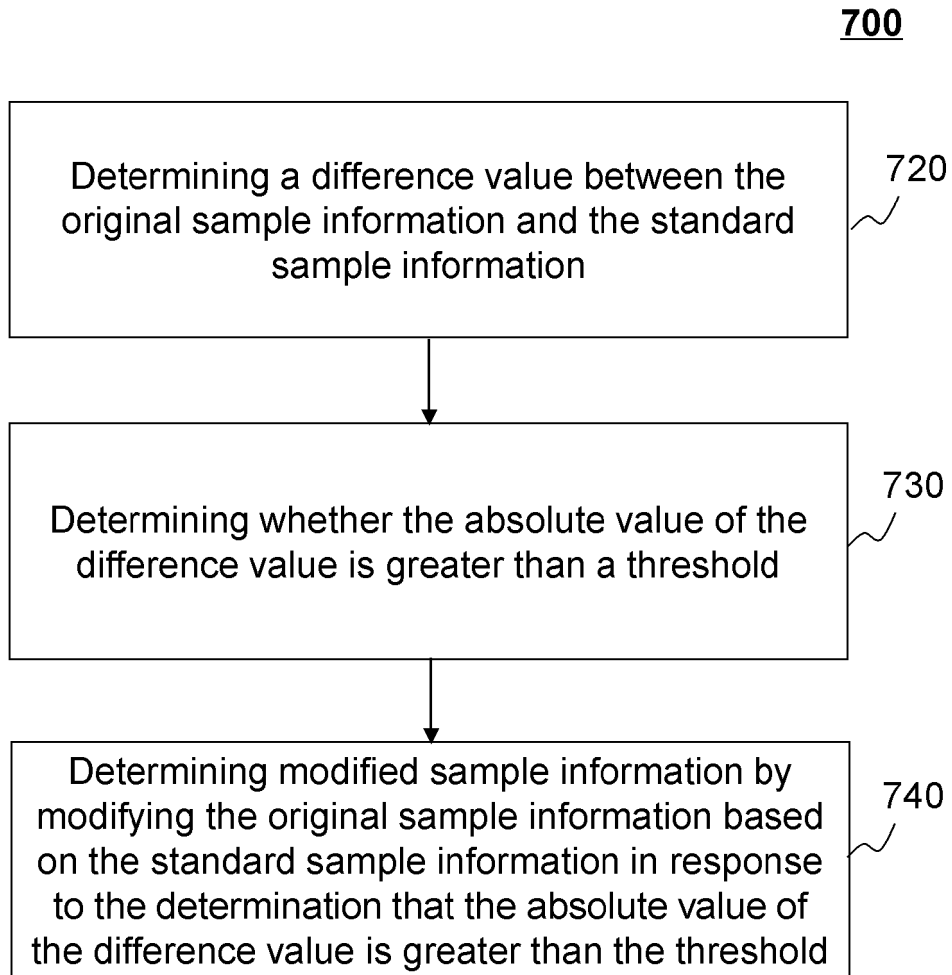 700
Determining a difference value between the
original sample information and the standard
sample information
720
Determining whether the absolute value of the
difference value is greater than a threshold
730
Determining modified sample information by
modifying the original sample information based
on the standard sample information in response
to the determination that the absolute value of
the difference value is greater than the threshold
740